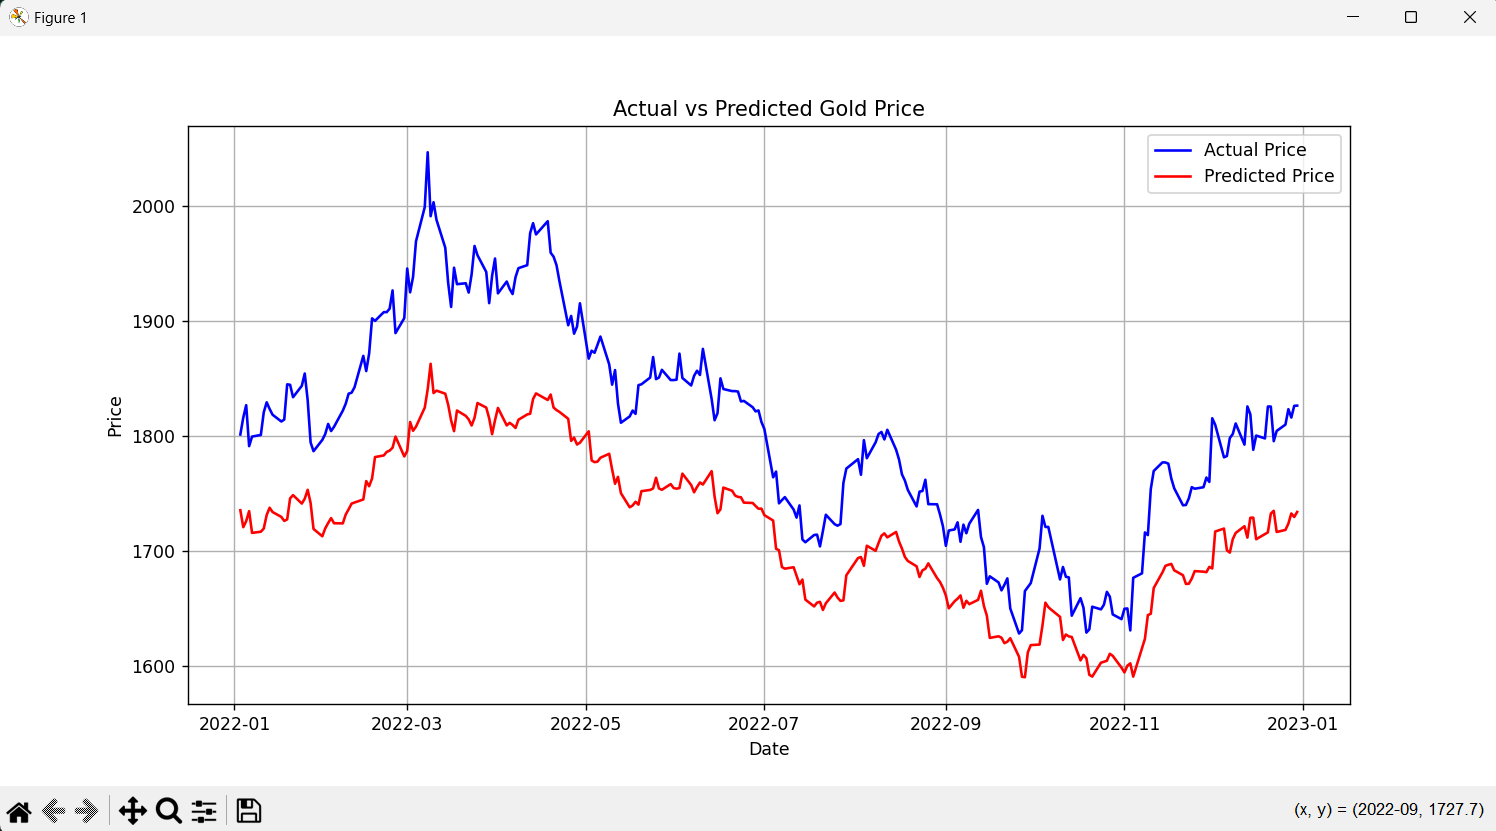 Figure 1
Actual vs Predicted Gold Price
Actual Price
Predicted Price
Price
2000
1900
1800
1700
1600
2022-01 2022-03 2022-05 2022-07 2022-09 2022-11 2023-01
Date
(x, y) = (2022-09, 1727.7)